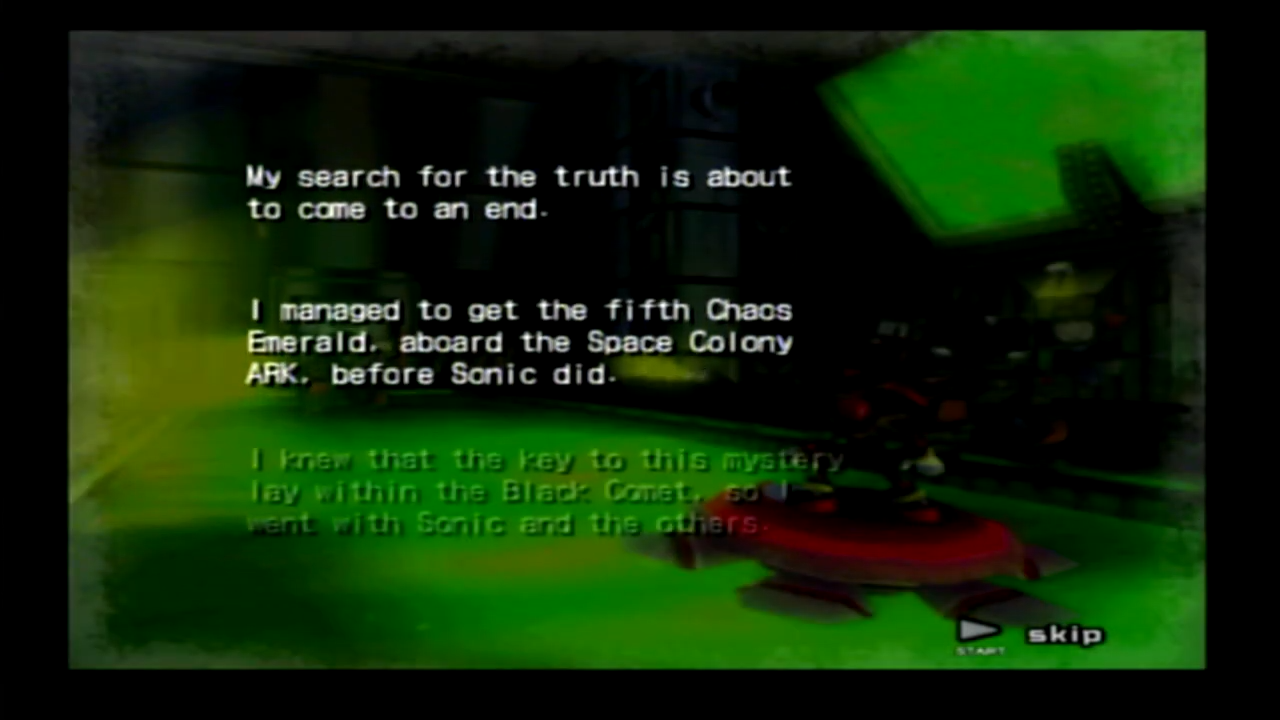 My search for the truth is about
to come to an end.
I managed to get the fifth Chaos
Emerald, aboard the Space Colony
ARK, before Sonic did.
I knew that the key to this mystery
lay within the Black Comet, so I
went with Sonic and the others.
START
skip